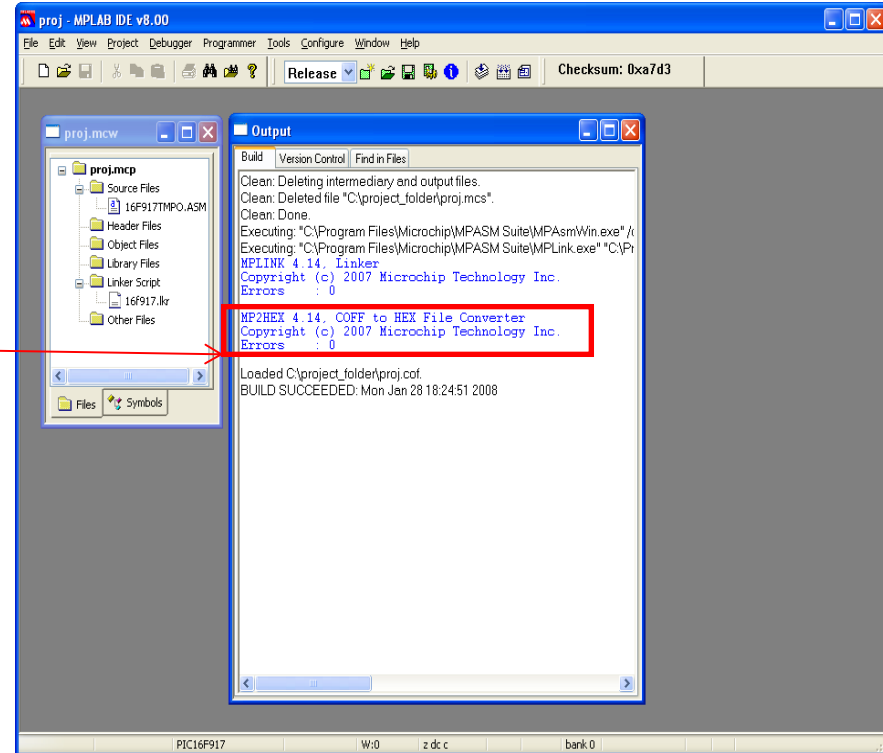 proj - MPLAB IDE v8.00
File Edit View Project Debugger Programmer Tools Configure Window Help
Release Checksum: 0xa7d3
proj.mcw
proj.mcp
Source Files
16F917TMPO.ASM
Header Files
Object Files
Library Files
Linker Script
16f917.lkr
Other Files
Files Symbols
Output
Build Version Control Find in Files
Clean: Deleting intermediary and output files.
Clean: Deleted file "C:\project_folder\proj.mcs".
Clean: Done.
Executing: "C:\Program Files\Microchip\MPASM Suite\MPAsmWin.exe" /
Executing: "C:\Program Files\Microchip\MPASM Suite\MPLink.exe" "C:\Pr
MPLINK 4.14, Linker
Copyright (c) 2007 Microchip Technology Inc.
Errors : 0
MP2HEX 4.14, COFF to HEX File Converter
Copyright (c) 2007 Microchip Technology Inc.
Errors : 0
Loaded C:\project_folder\proj.cof.
BUILD SUCCEEDED: Mon Jan 28 18:24:51 2008
PIC16F917 W:0 z dc c bank 0